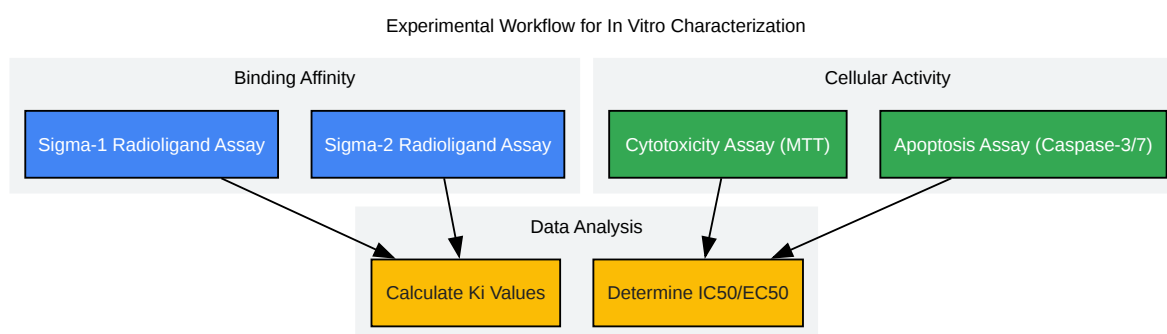 Experimental Workflow for In Vitro Characterization
Binding Affinity
Cellular Activity
Sigma-1 Radioligand Assay
Sigma-2 Radioligand Assay
Cytotoxicity Assay (MTT)
Apoptosis Assay (Caspase-3/7)
Data Analysis
Calculate Ki Values
Determine IC50/EC50